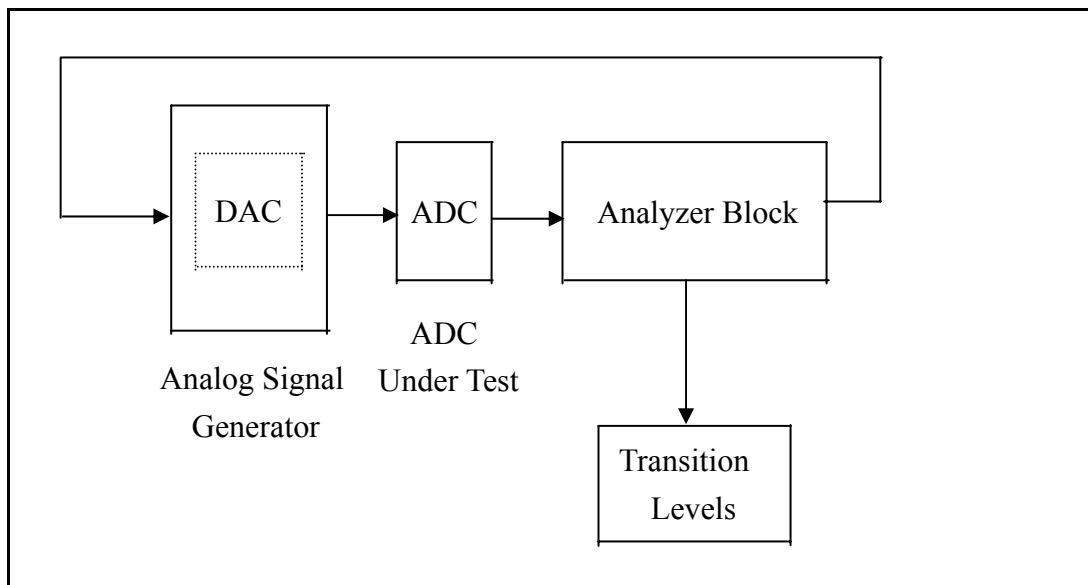 DAC
ADC
Analyzer Block
Analog Signal
Generator
ADC
Under Test
Transition
Levels